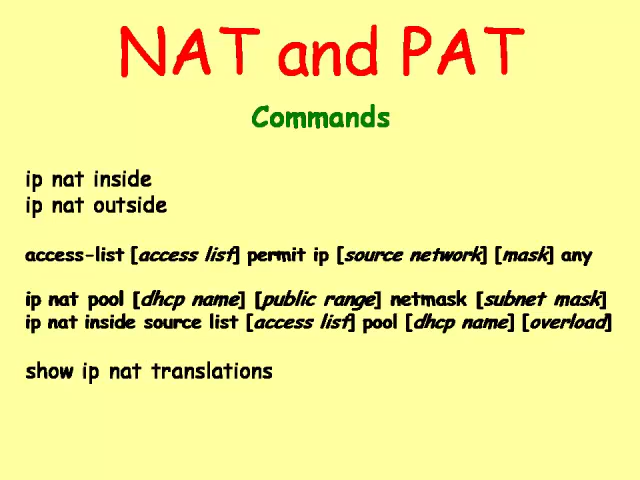 NAT and PAT
Commands
ip nat inside
ip nat outside
access-list [access list] permit ip [source network] [mask] any
ip nat pool [dhcp name] [public range] netmask [subnet mask]
ip nat inside source list [access list] pool [dhcp name] [overload]
show ip nat translations